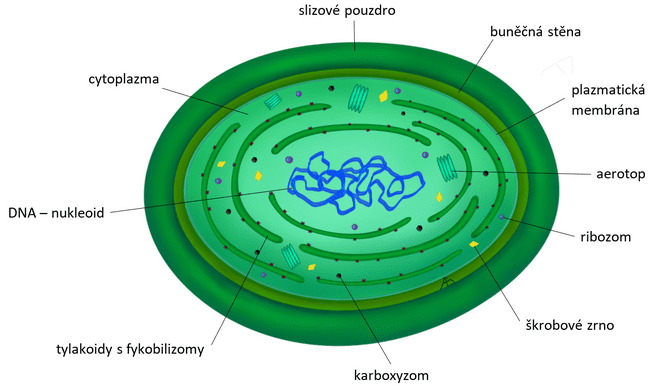 slizové pouzdro
buněčná stěna
cytoplazma
plazmatická
membrána
aerotop
DNA – nukleoid
ribozom
škrobové zrno
tylakoidy s fykobilizomy
karboxyzom